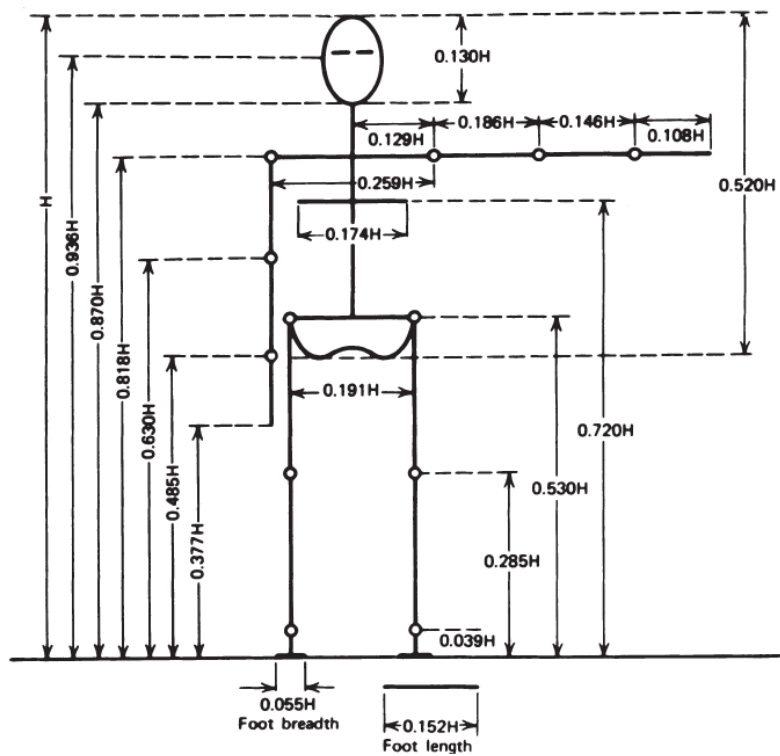 0.130H
0.186H
0.146H
0.129H
0.108H
0.259H
0.520H
0.174H
H
0.936H
0.870H
0.818H
0.630H
0.485H
0.377H
0.191H
0.720H
0.530H
0.285H
0.039H
0.055H
Foot breadth
0.152H
Foot length